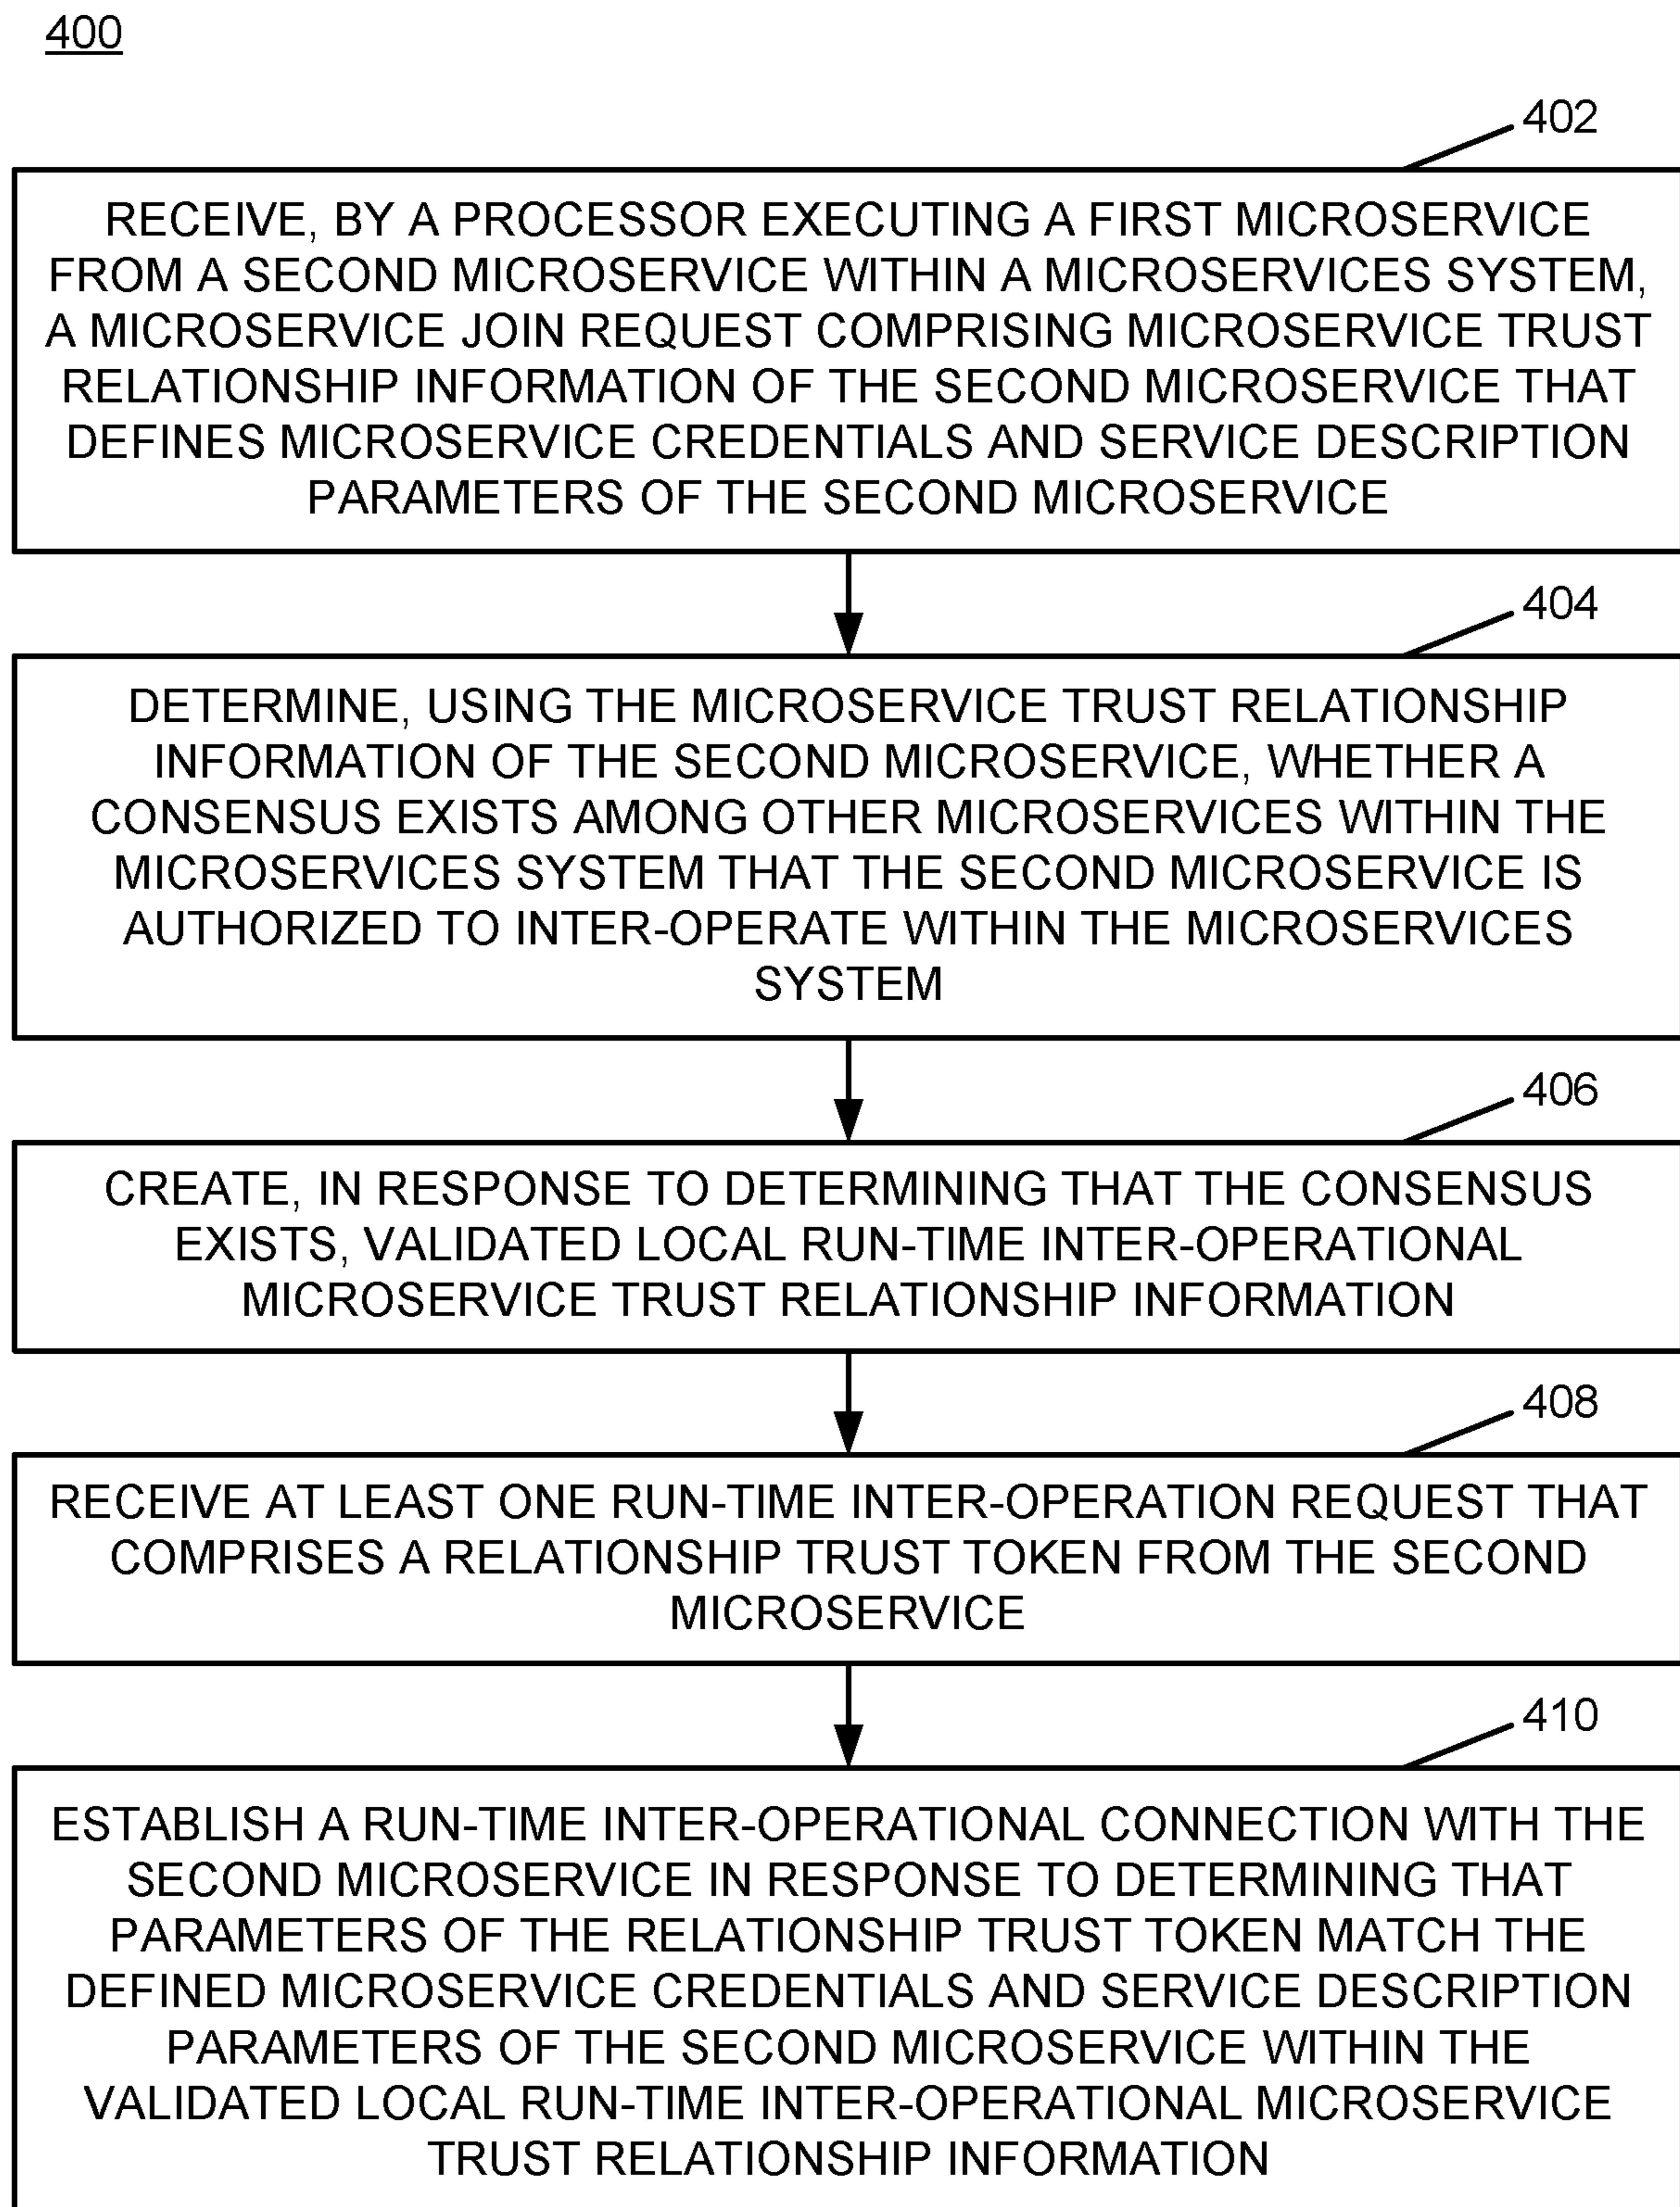 400
402
RECEIVE, BY A PROCESSOR EXECUTING A FIRST MICROSERVICE
FROM A SECOND MICROSERVICE WITHIN A MICROSERVICES SYSTEM,
A MICROSERVICE JOIN REQUEST COMPRISING MICROSERVICE TRUST
RELATIONSHIP INFORMATION OF THE SECOND MICROSERVICE THAT
DEFINES MICROSERVICE CREDENTIALS AND SERVICE DESCRIPTION
PARAMETERS OF THE SECOND MICROSERVICE
404
DETERMINE, USING THE MICROSERVICE TRUST RELATIONSHIP
INFORMATION OF THE SECOND MICROSERVICE, WHETHER A
CONSENSUS EXISTS AMONG OTHER MICROSERVICES WITHIN THE
MICROSERVICES SYSTEM THAT THE SECOND MICROSERVICE IS
AUTHORIZED TO INTER-OPERATE WITHIN THE MICROSERVICES
SYSTEM
406
CREATE, IN RESPONSE TO DETERMINING THAT THE CONSENSUS
EXISTS, VALIDATED LOCAL RUN-TIME INTER-OPERATIONAL
MICROSERVICE TRUST RELATIONSHIP INFORMATION
408
RECEIVE AT LEAST ONE RUN-TIME INTER-OPERATION REQUEST THAT
COMPRISES A RELATIONSHIP TRUST TOKEN FROM THE SECOND
MICROSERVICE
410
ESTABLISH A RUN-TIME INTER-OPERATIONAL CONNECTION WITH THE
SECOND MICROSERVICE IN RESPONSE TO DETERMINING THAT
PARAMETERS OF THE RELATIONSHIP TRUST TOKEN MATCH THE
DEFINED MICROSERVICE CREDENTIALS AND SERVICE DESCRIPTION
PARAMETERS OF THE SECOND MICROSERVICE WITHIN THE
VALIDATED LOCAL RUN-TIME INTER-OPERATIONAL MICROSERVICE
TRUST RELATIONSHIP INFORMATION